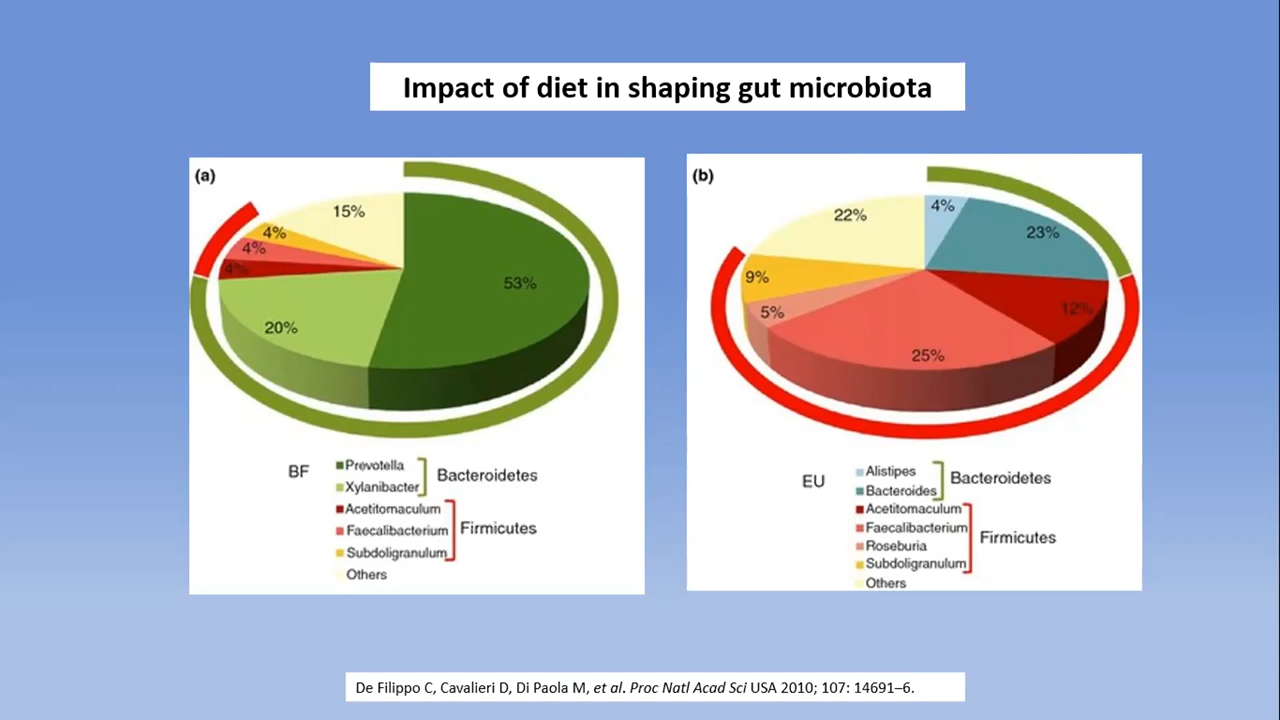 Impact of diet in shaping gut microbiota
(a)
15%
4%
4%
4%
53%
20%
BF
Prevotella
Xylanibacter
Bacteroidetes
Acetitomaculum
Faecalibacterium
Subdoligranulum
Firmicutes
Others
(b)
4%
22%
23%
9%
12%
5%
25%
EU
Alistipes
Bacteroides
Bacteroidetes
Acetitomaculum
Faecalibacterium
Roseburia
Subdoligranulum
Firmicutes
Others
De Filippo C, Cavalieri D, Di Paola M, et al. Proc Natl Acad Sci USA 2010; 107: 14691–6.